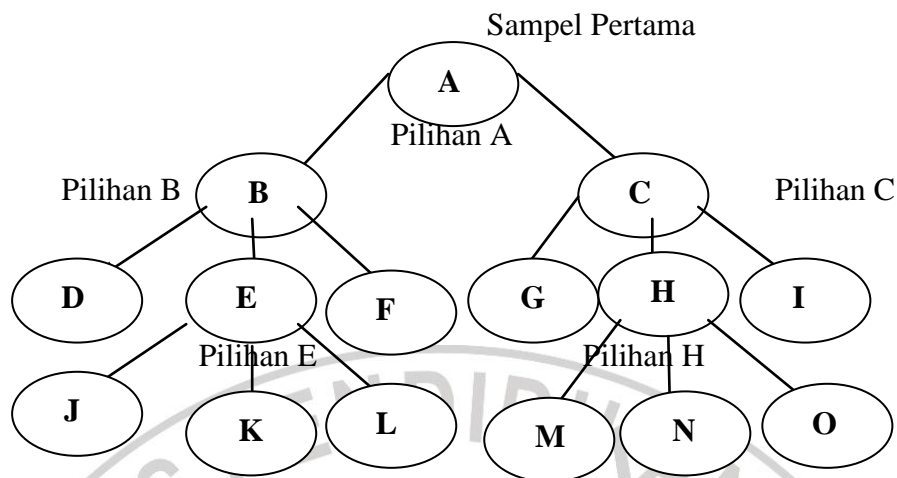 Sampel Pertama
A
Pilihan A
Pilihan B
B
C
Pilihan C
D
E
F
G
H
I
Pilihan E
Pilihan H
J
K
L
M
N
O